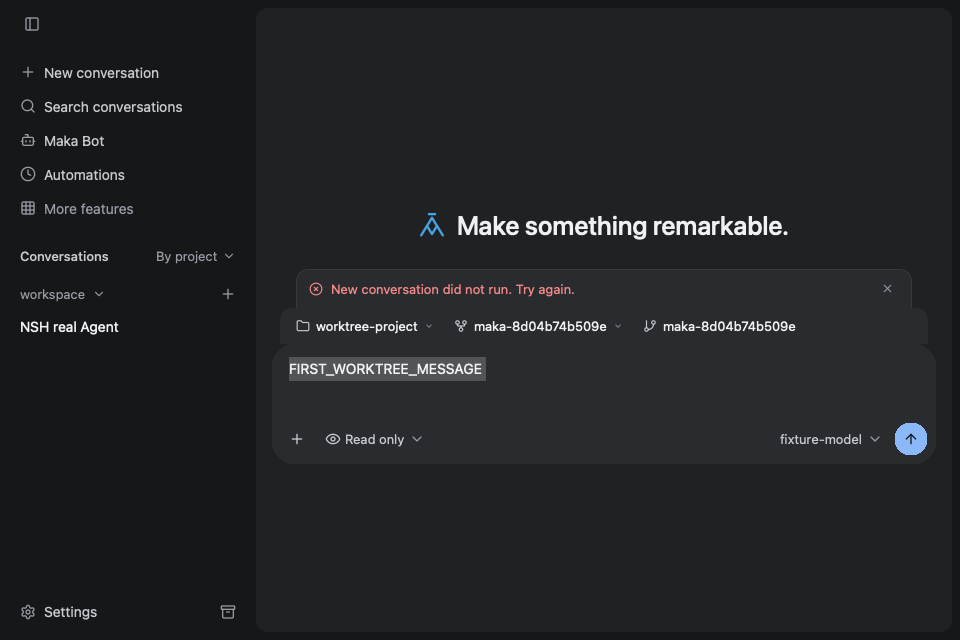 New conversation
Search conversations
Maka Bot
Automations
More features
Conversations By project
workspace
NSH real Agent
Settings
Make something remarkable.
New conversation did not run. Try again.
worktree-project maka-8d04b74b509e maka-8d04b74b509e
FIRST_WORKTREE_MESSAGE
Read only fixture-model